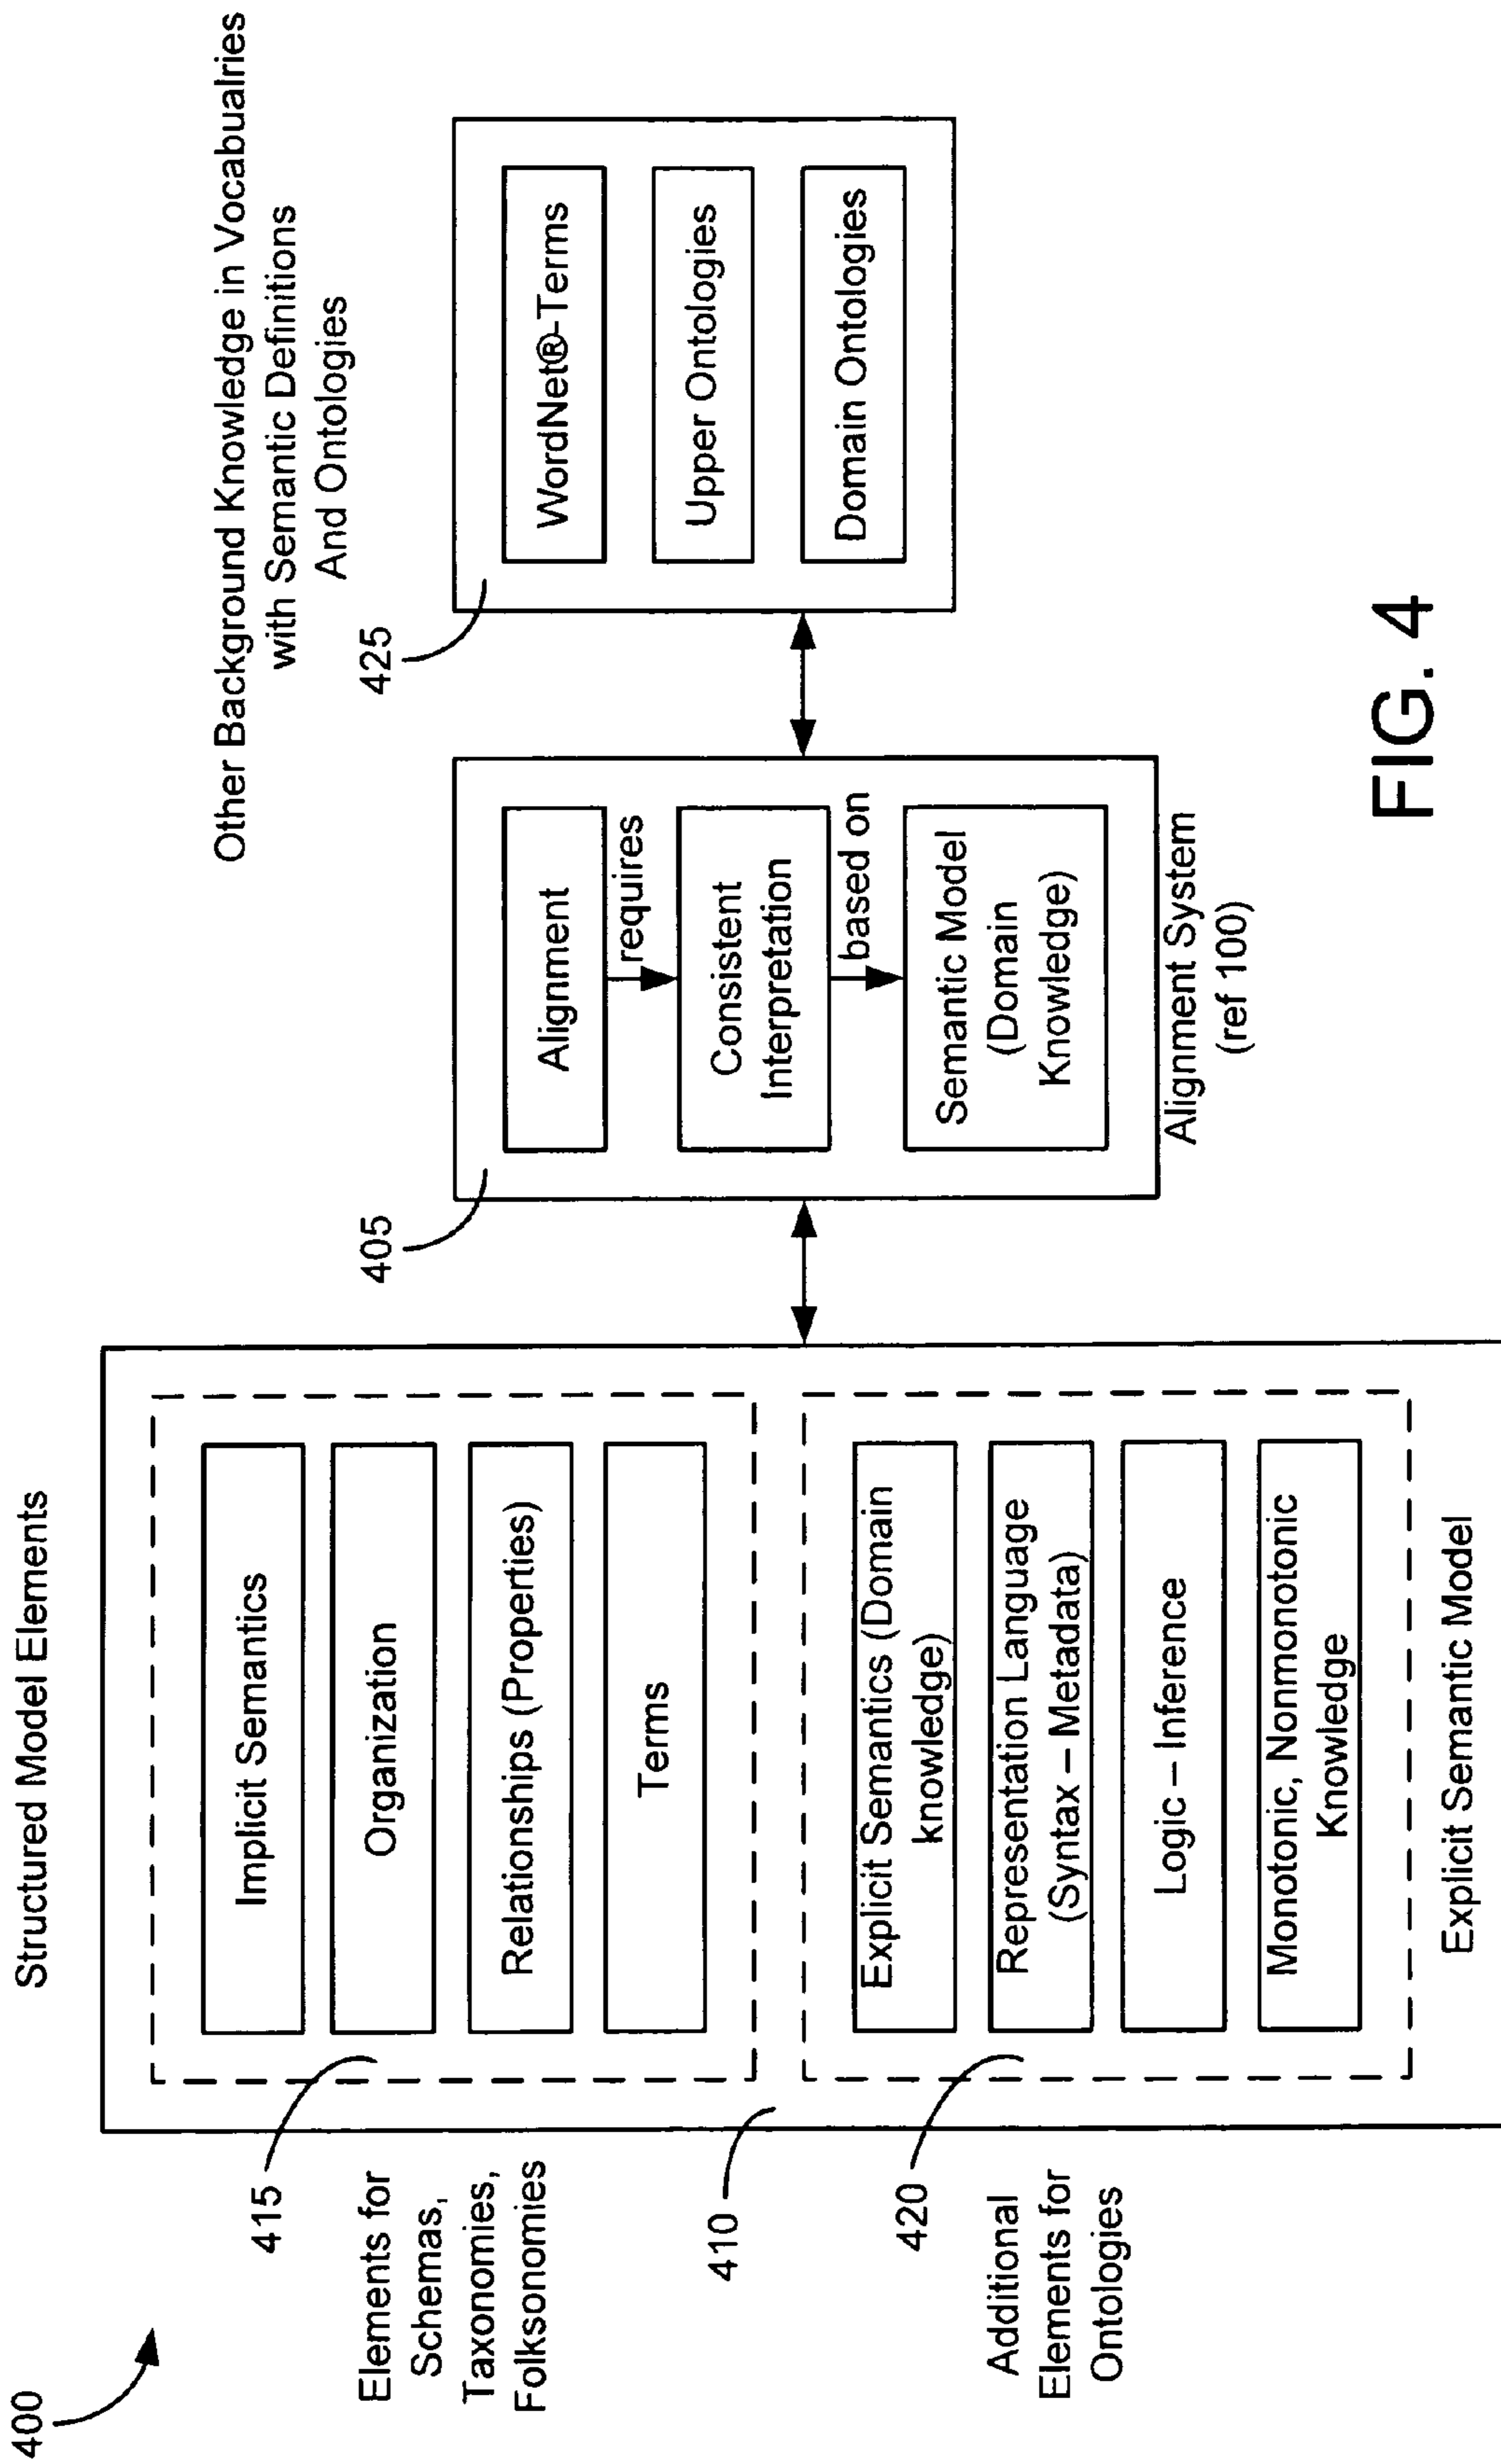 400
Structured Model Elements
415
Elements for
Schemas,
Taxonomies,
Folksonomies
Implicit Semantics
Organization
Relationships (Properties)
Terms
410
420
Additional
Elements for
Ontologies
Explicit Semantics (Domain
knowledge)
Representation Language
(Syntax – Metadata)
Logic – Inference
Monotonic, Nonmonotonic
Knowledge
Explicit Semantic Model
405
Alignment
requires
Consistent
Interpretation
based on
Semantic Model
(Domain
Knowledge)
Alignment System
(ref 100)
Other Background Knowledge in Vocabualries
with Semantic Definitions
And Ontologies
425
WordNet®-Terms
Upper Ontologies
Domain Ontologies
FIG. 4